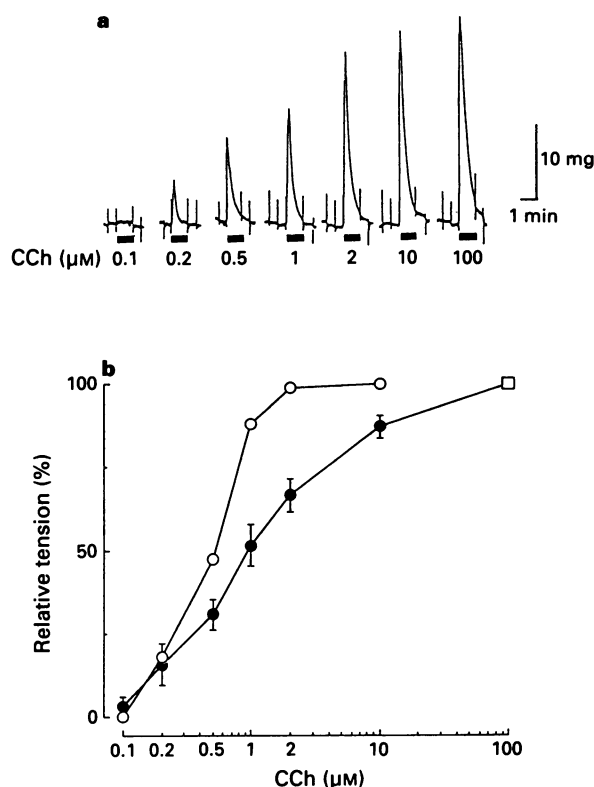 a
10 mg
1 min
CCh (μM) 0.1 0.2 0.5 1 2 10 100
b
100
50
0
Relative tension (%)
0.1 0.2 0.5 1 2 10 100
CCh (μM)